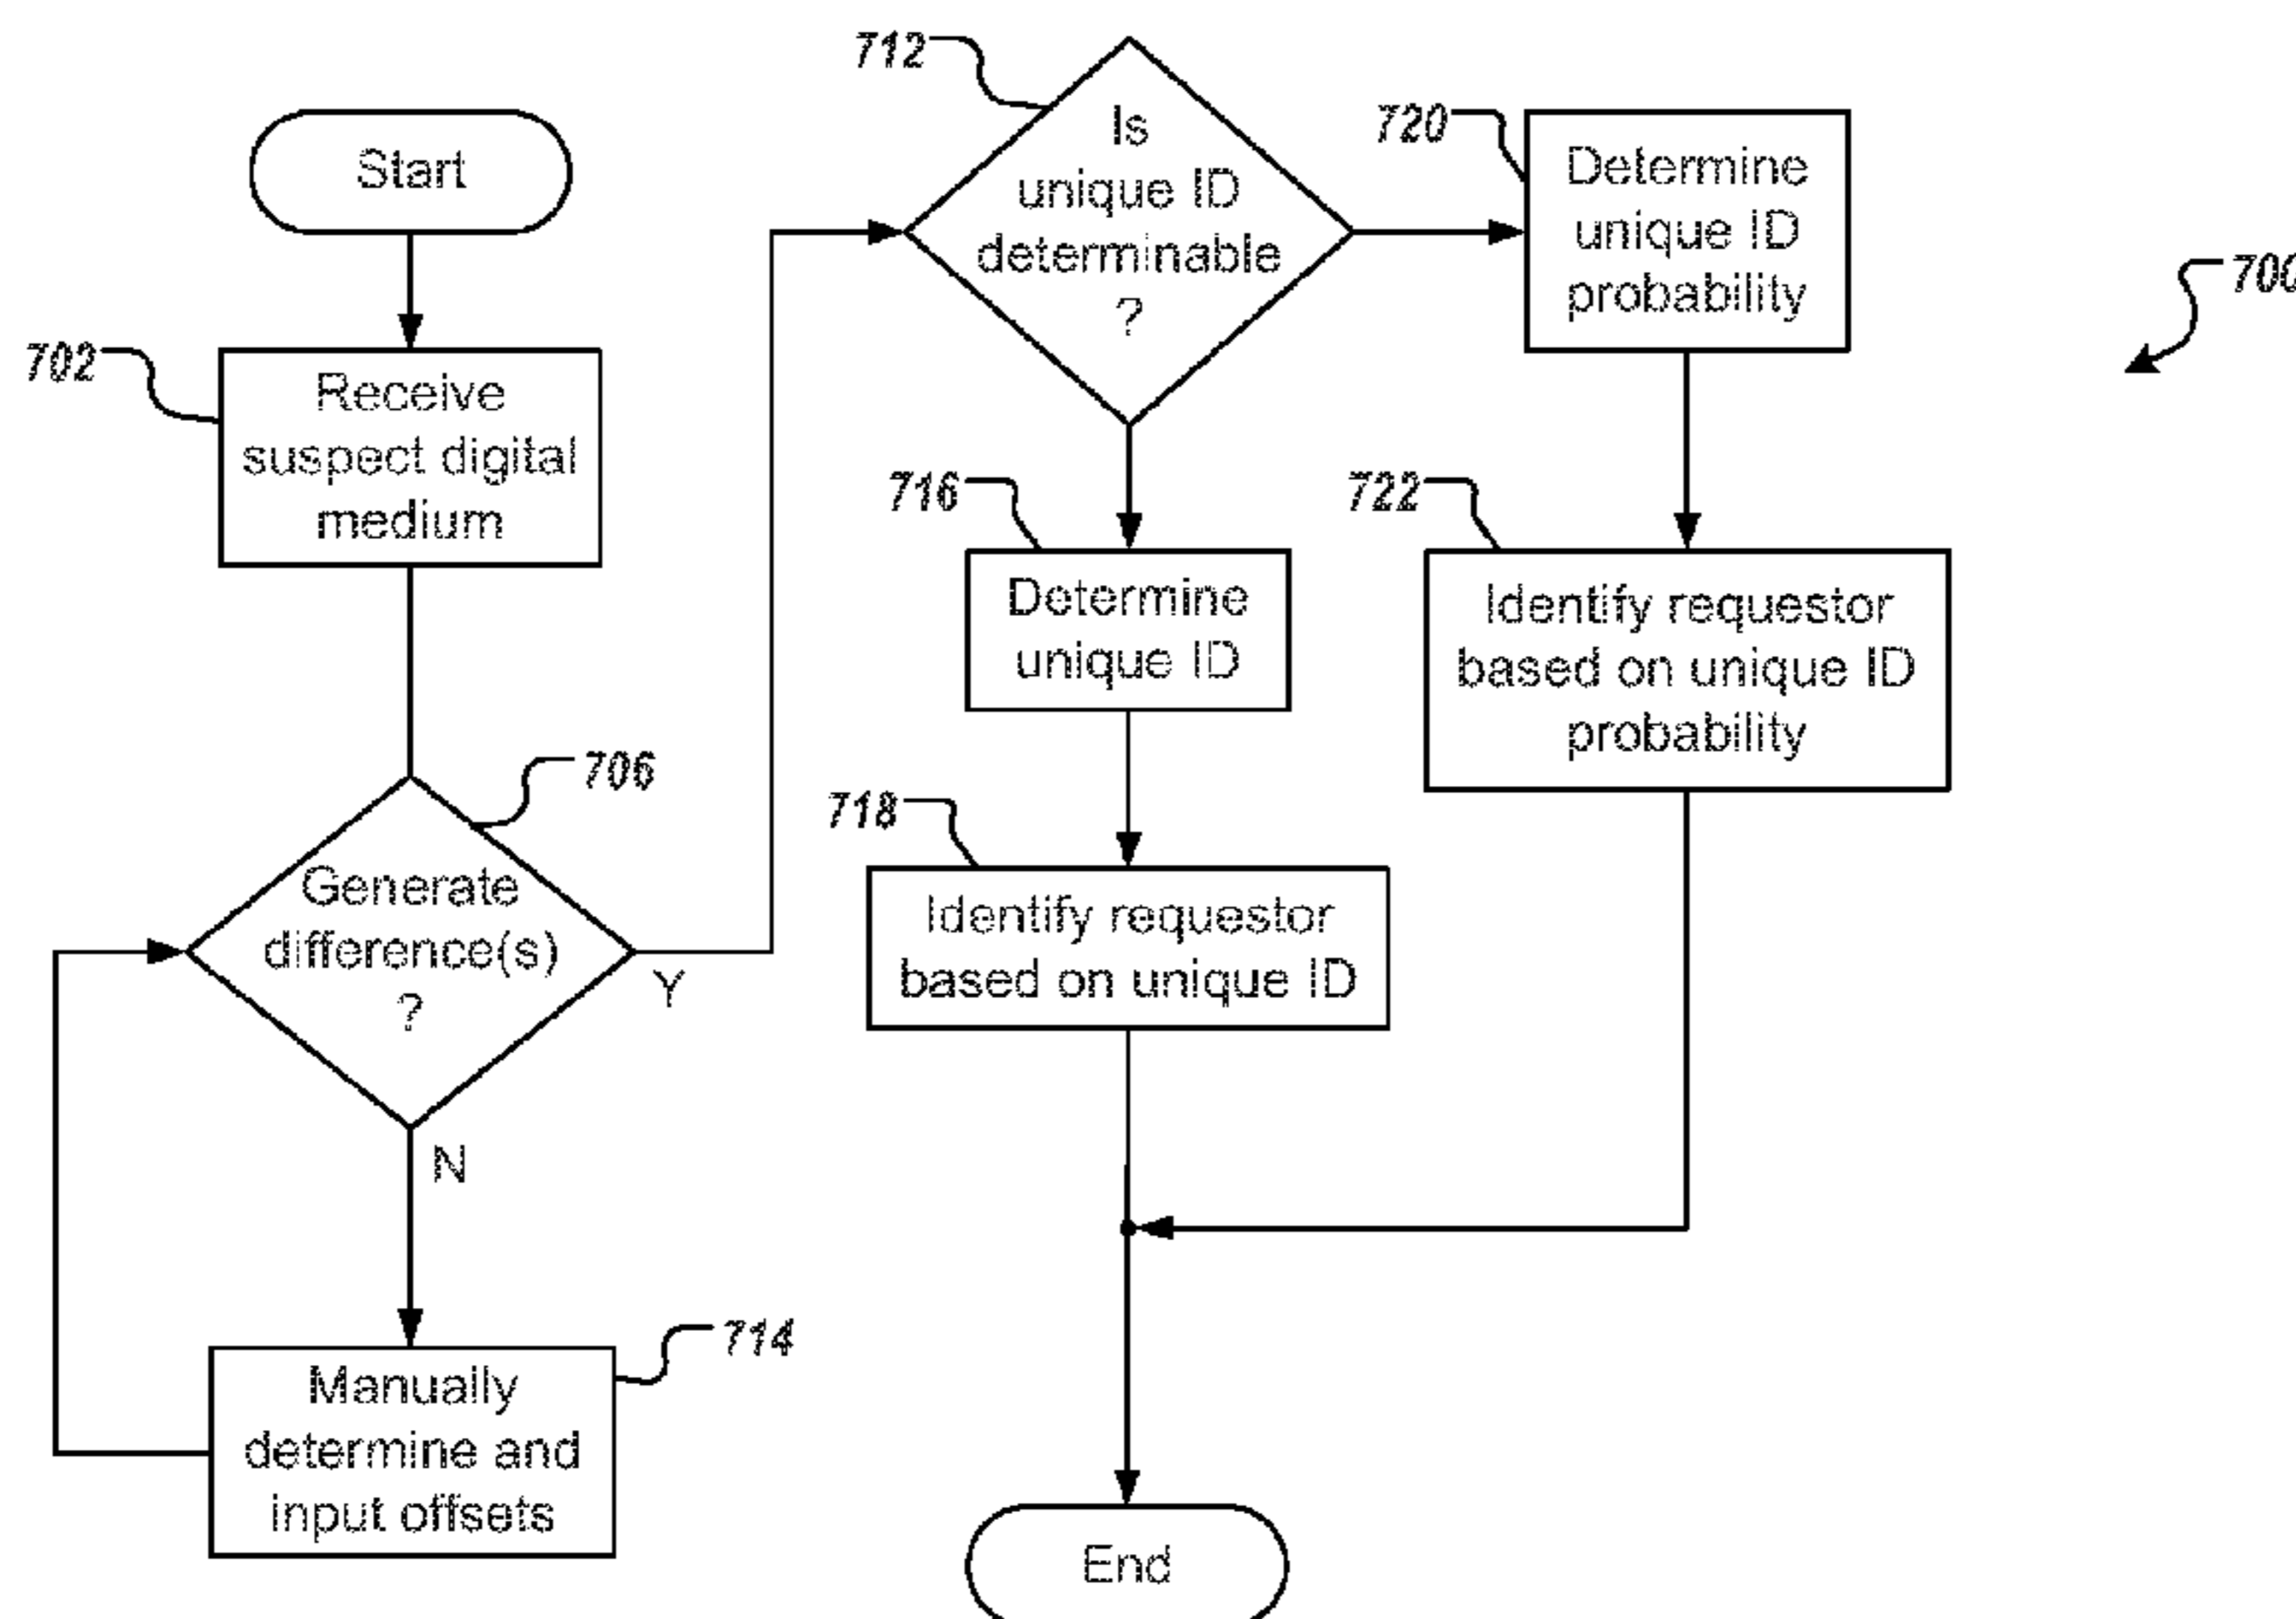 Start
702
Receive
suspect digital
medium
706
Generate
difference(s)
?
Y
N
714
Manually
determine and
input offsets
712
Is
unique ID
determinable
?
716
Determine
unique ID
718
Identify requestor
based on unique ID
720
Determine
unique ID
probability
722
Identify requestor
based on unique ID
probability
End
700